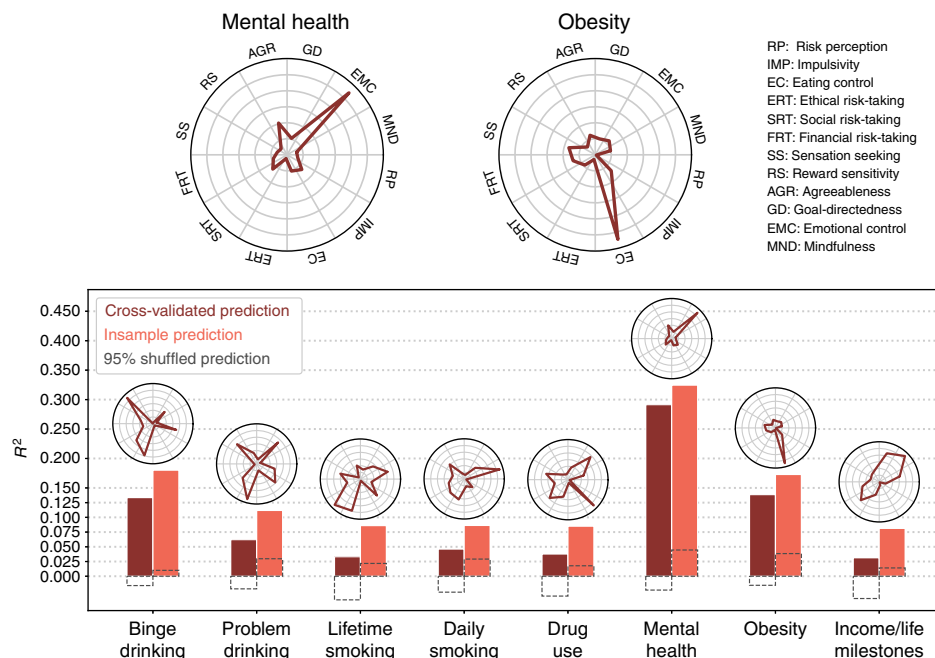 Mental health
AGR
GD
EMC
MND
RP
IMP
EC
ERT
SRT
FRT
SS
RS
Obesity
AGR
GD
EMC
MND
RP
IMP
EC
ERT
SRT
FRT
SS
RS
RP: Risk perception
IMP: Impulsivity
EC: Eating control
ERT: Ethical risk-taking
SRT: Social risk-taking
FRT: Financial risk-taking
SS: Sensation seeking
RS: Reward sensitivity
AGR: Agreeableness
GD: Goal-directedness
EMC: Emotional control
MND: Mindfulness
R²
0.450
0.400
0.350
0.300
0.250
0.200
0.150
0.125
0.100
0.075
0.050
0.025
0.000
Cross-validated prediction
Insample prediction
95% shuffled prediction
Binge
drinking
Problem
drinking
Lifetime
smoking
Daily
smoking
Drug
use
Mental
health
Obesity
Income/life
milestones